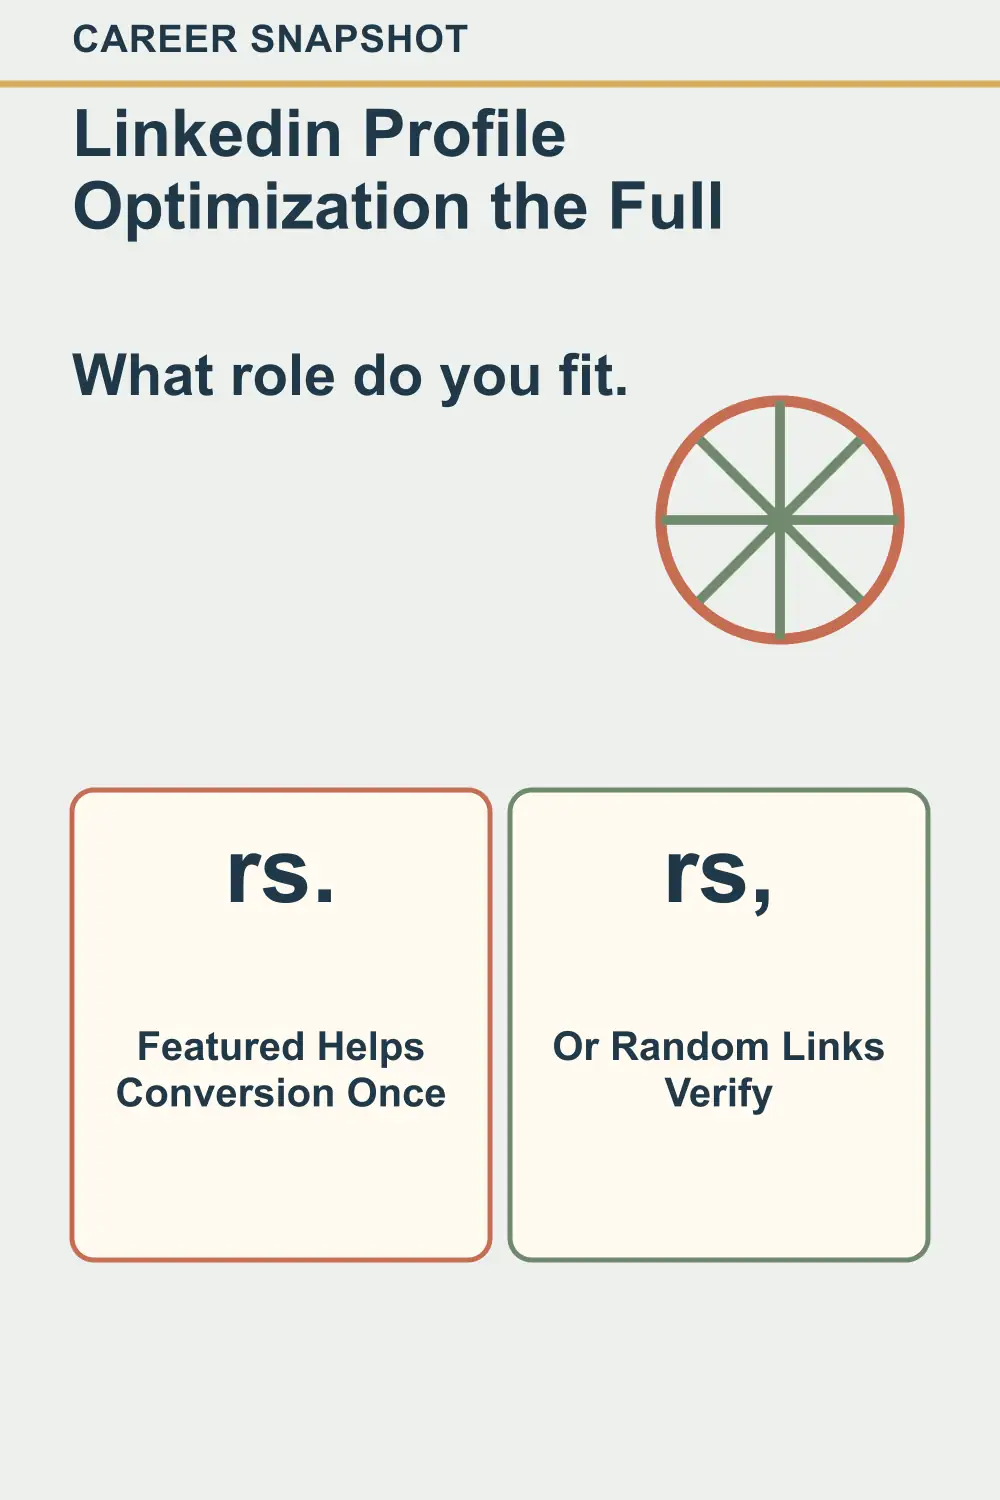 CAREER SNAPSHOT
Linkedin Profile
Optimization the Full
What role do you fit.
rs.
Featured Helps
Conversion Once
rs,
Or Random Links
Verify